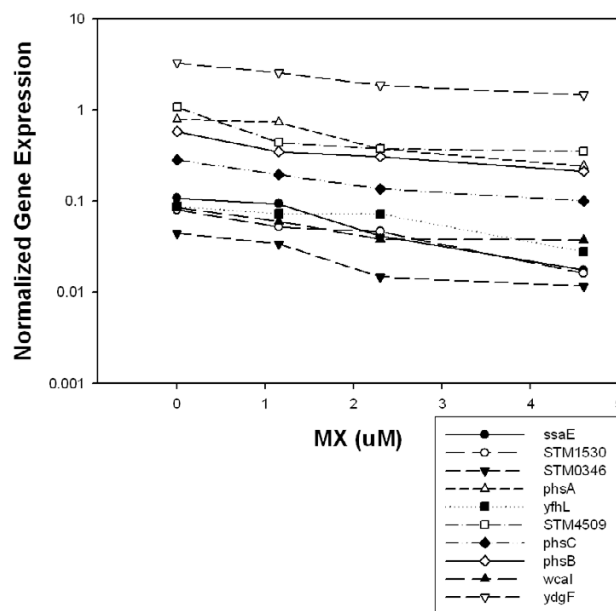 Normalized Gene Expression
10
1
0.1
0.01
0.001
0
1
2
3
4
5
MX (uM)
ssaE
STM1530
STM0346
phsA
yfhL
STM4509
phsC
phsB
wcaI
ydgF